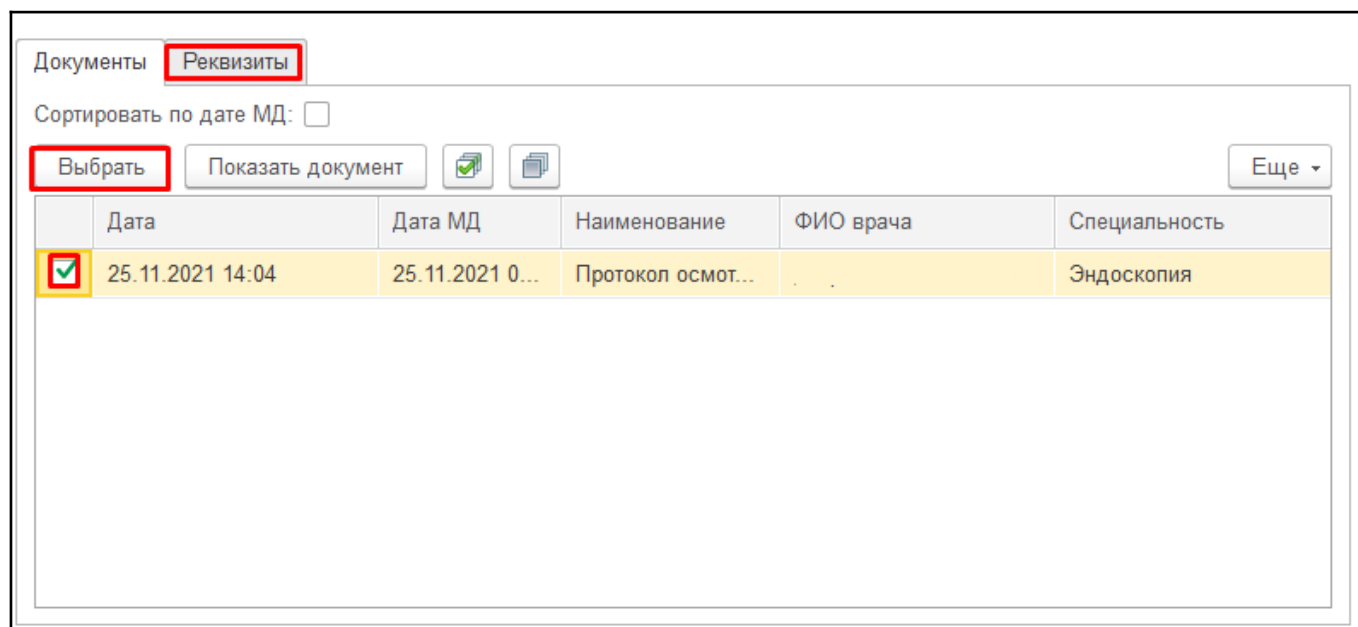 Документы Реквизиты
Сортировать по дате МД:
Выбрать Показать документ Еще
Дата Дата МД Наименование ФИО врача Специальность
25.11.2021 14:04 25.11.2021 0... Протокол осмот... Эндоскопия